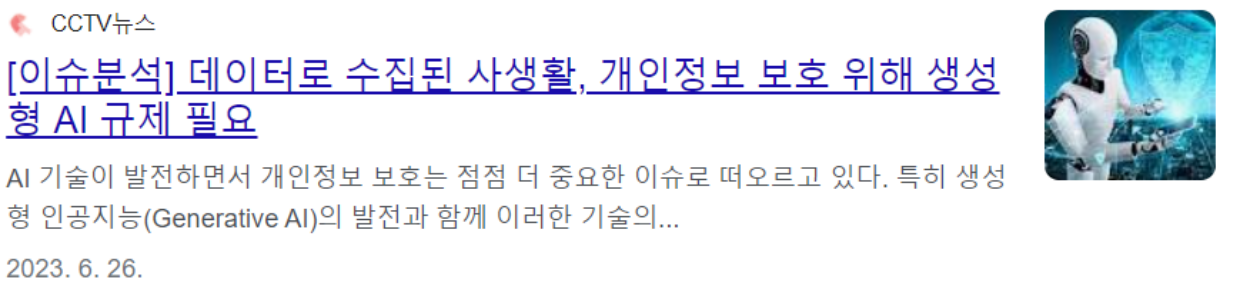 CCTV뉴스
[이슈분석] 데이터로 수집된 사생활, 개인정보 보호 위해 생성
형 AI 규제 필요
AI 기술이 발전하면서 개인정보 보호는 점점 더 중요한 이슈로 떠오르고 있다. 특히 생성
형 인공지능(Generative AI)의 발전과 함께 이러한 기술의...
2023. 6. 26.